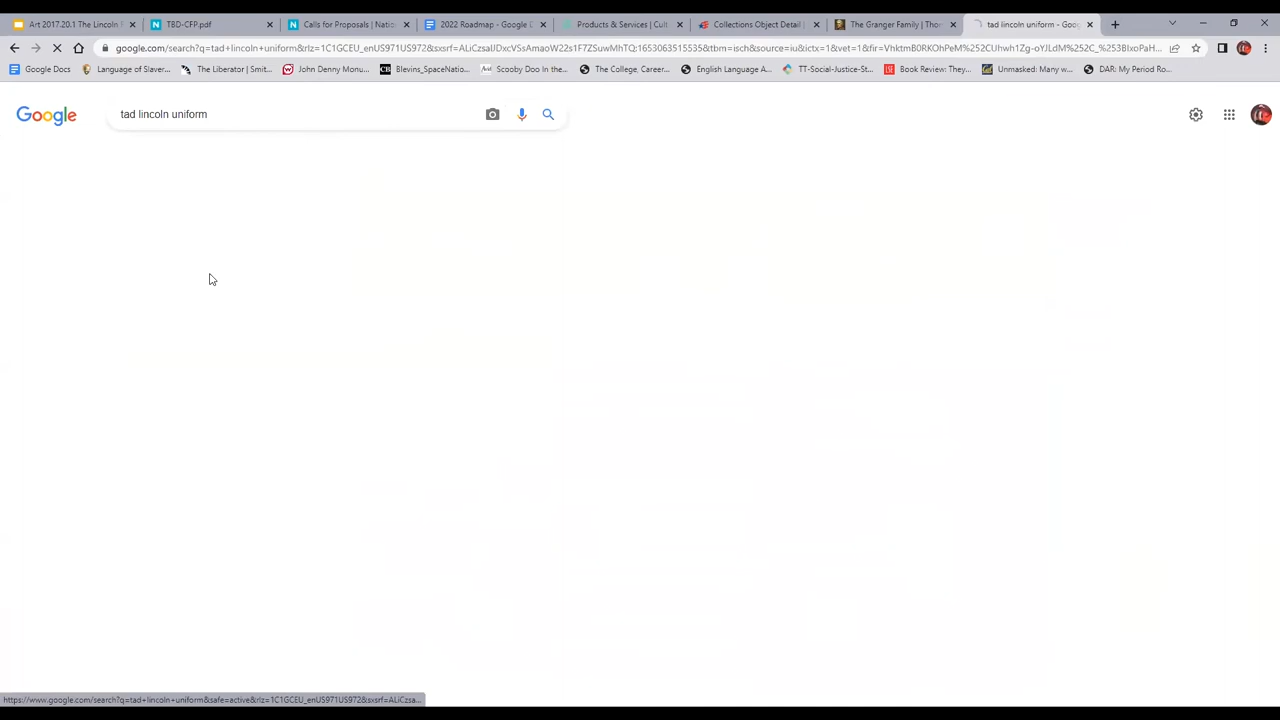 Art 2017.20.1 The Lincoln
TBD-CFP.pdf
Calls for Proposals | Natio
2022 Roadmap - Google D
Products & Services | Cult
Collections Object Detail |
The Granger Family | Tho
tad lincoln uniform - Goo
google.com/search?q=tad+lincoln+uniform&rlz=1C1GCEU_enUS971US972&sxsrf=ALiCzsaIJDxcVSsAmaoW22s1F7ZSuwMhTQ:1653063515535&tbm=isch&source=iu&ictx=1&vet=1&fir=VhktmB0RKOhPeM%252CUhwh1Zg-oYJLdM%252C_%253BIxoPaH...
Google Docs
Language of Slaver...
The Liberator | Smit...
John Denny Monu...
Blevins_SpaceNatio...
Scooby Doo In the...
The College, Career...
English Language A...
TT-Social-Justice-St...
Book Review: They...
Unmasked: Many w...
DAR: My Period Ro...
Google
tad lincoln uniform
https://www.google.com/search?q=tad+lincoln+uniform&safe=active&rlz=1C1GCEU_enUS971US972&sxsrf=ALiCzsa...